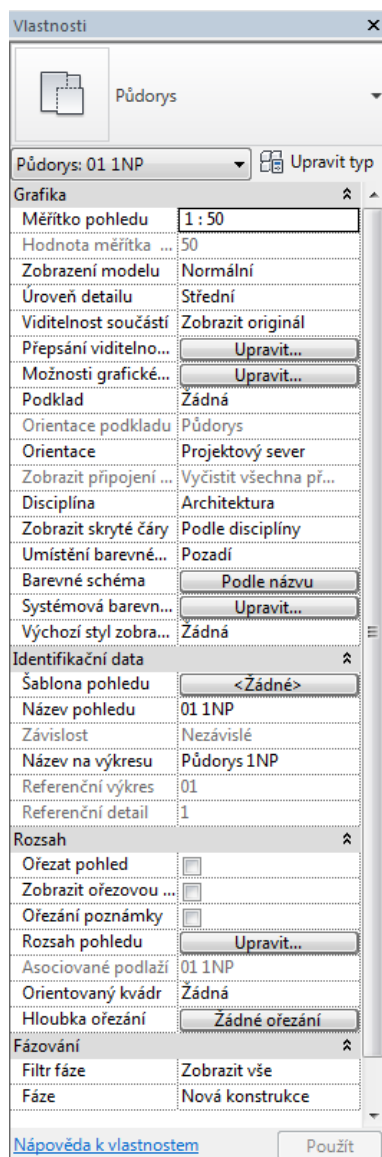 Vlastnosti
Půdorys
Půdorys: 01 1NP Upravit typ
Grafika
Měřítko pohledu 1 : 50
Hodnota měřítka ... 50
Zobrazení modelu Normální
Úroveň detailu Střední
Viditelnost součástí Zobrazit originál
Přepsání viditelno... Upravit...
Možnosti grafické... Upravit...
Podklad Žádná
Orientace podkladu Půdorys
Orientace Projektový sever
Zobrazit připojení ... Vyčistit všechna př...
Disciplína Architektura
Zobrazit skryté čáry Podle disciplíny
Umístění barevné... Pozadí
Barevné schéma Podle názvu
Systémová barevn... Upravit...
Výchozí styl zobra... Žádná
Identifikační data
Šablona pohledu <Žádné>
Název pohledu 01 1NP
Závislost Nezávislé
Název na výkresu Půdorys 1NP
Referenční výkres 01
Referenční detail 1
Rozsah
Ořezat pohled
Zobrazit ořezovou ...
Ořezání poznámky
Rozsah pohledu Upravit...
Asociované podlaží 01 1NP
Orientovaný kvádr Žádná
Hloubka ořezání Žádné ořezání
Fázování
Filtr fáze Zobrazit vše
Fáze Nová konstrukce
Nápověda k vlastnostem Použít